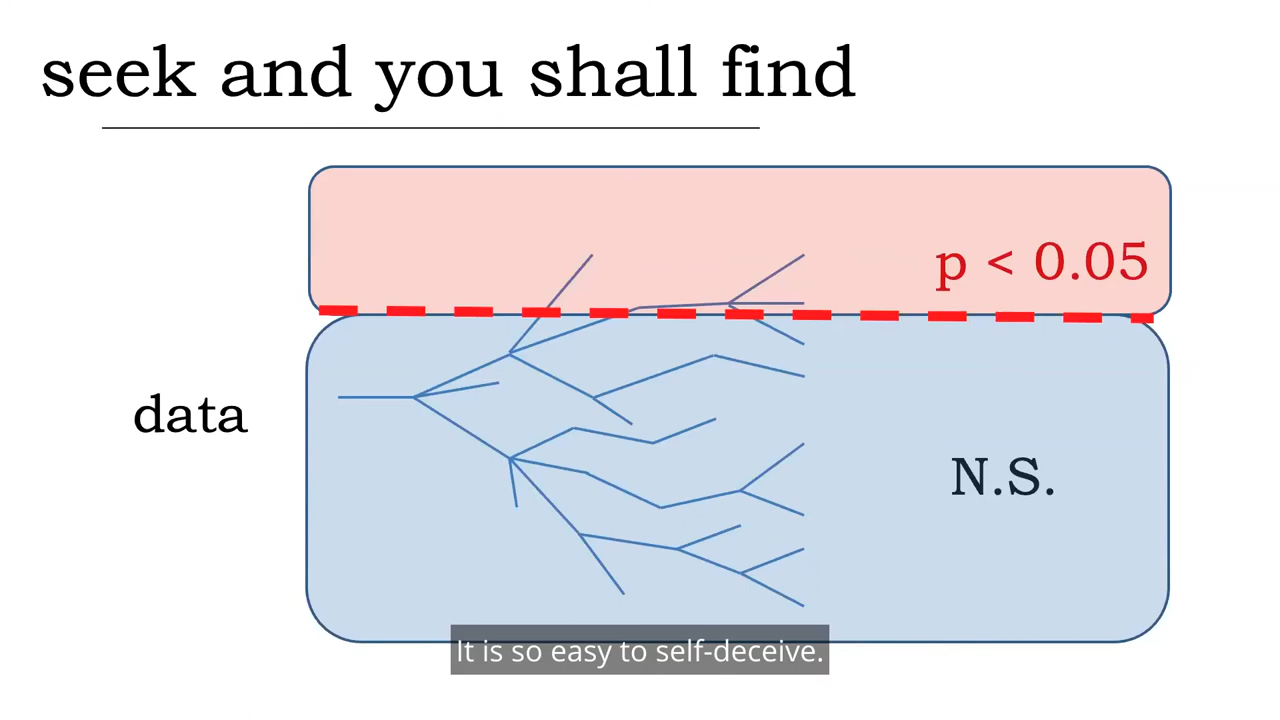 seek and you shall find
p < 0.05
data
N.S.
It is so easy to self-deceive.